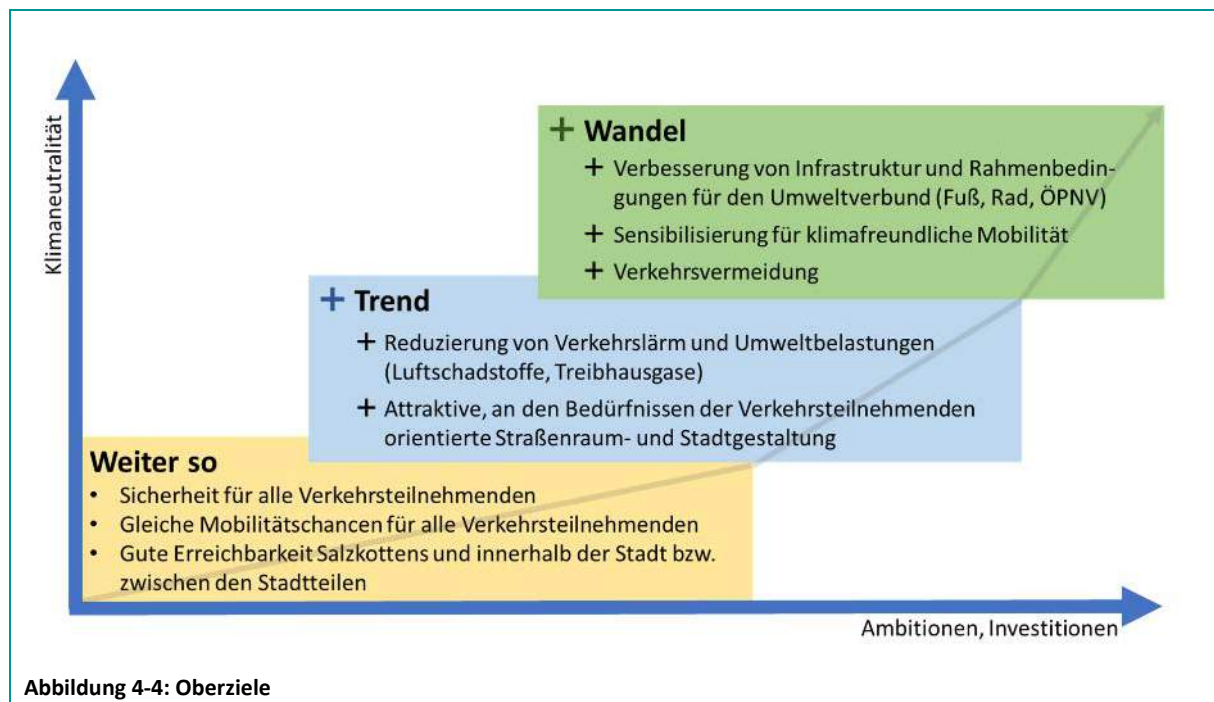 Klimaneutralität
+ Wandel
+ Verbesserung von Infrastruktur und Rahmenbedin-
gungen für den Umweltverbund (Fuß, Rad, ÖPNV)
+ Sensibilisierung für klimafreundliche Mobilität
+ Verkehrsvermeidung
+ Trend
+ Reduzierung von Verkehrslärm und Umweltbelastungen
(Luftschadstoffe, Treibhausgase)
+ Attraktive, an den Bedürfnissen der Verkehrsteilnehmenden
orientierte Straßenraum- und Stadtgestaltung
Weiter so
• Sicherheit für alle Verkehrsteilnehmenden
• Gleiche Mobilitätschancen für alle Verkehrsteilnehmenden
• Gute Erreichbarkeit Salzkottens und innerhalb der Stadt bzw.
zwischen den Stadtteilen
Ambitionen, Investitionen
Abbildung 4-4: Oberziele